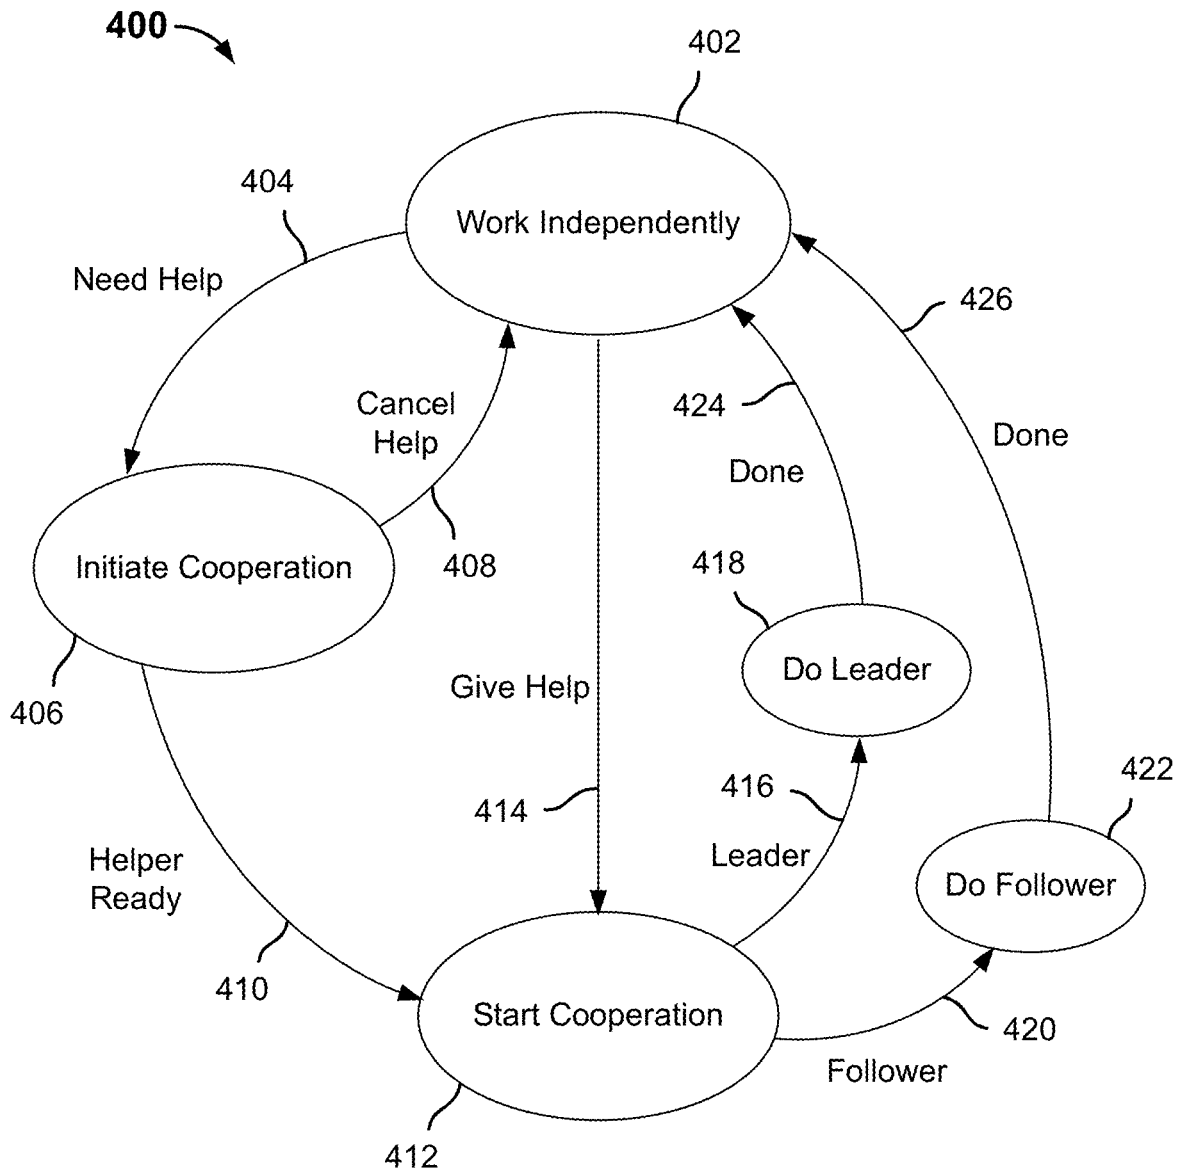 400
402
404
Work Independently
Need Help
426
Cancel
Help
424
Done
Done
408
418
Initiate Cooperation
Do Leader
Give Help
406
416
422
414
Leader
Helper
Ready
Do Follower
410
Start Cooperation
420
Follower
412